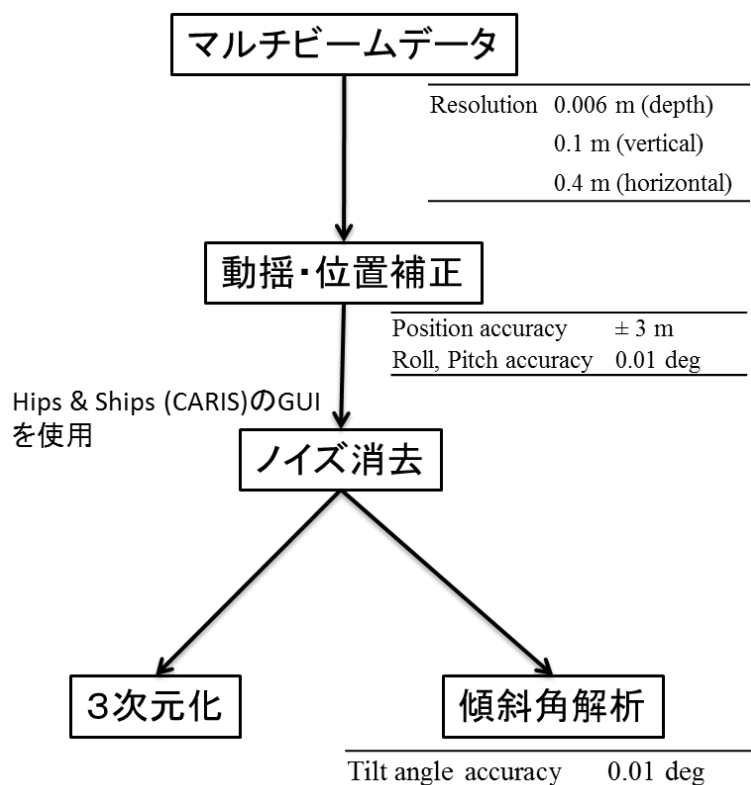 マルチビームデータ
Resolution 0.006 m (depth)
0.1 m (vertical)
0.4 m (horizontal)
動揺・位置補正
Position accuracy ± 3 m
Roll, Pitch accuracy 0.01 deg
Hips & Ships (CARIS)のGUI
を使用
ノイズ消去
３次元化
傾斜角解析
Tilt angle accuracy 0.01 deg